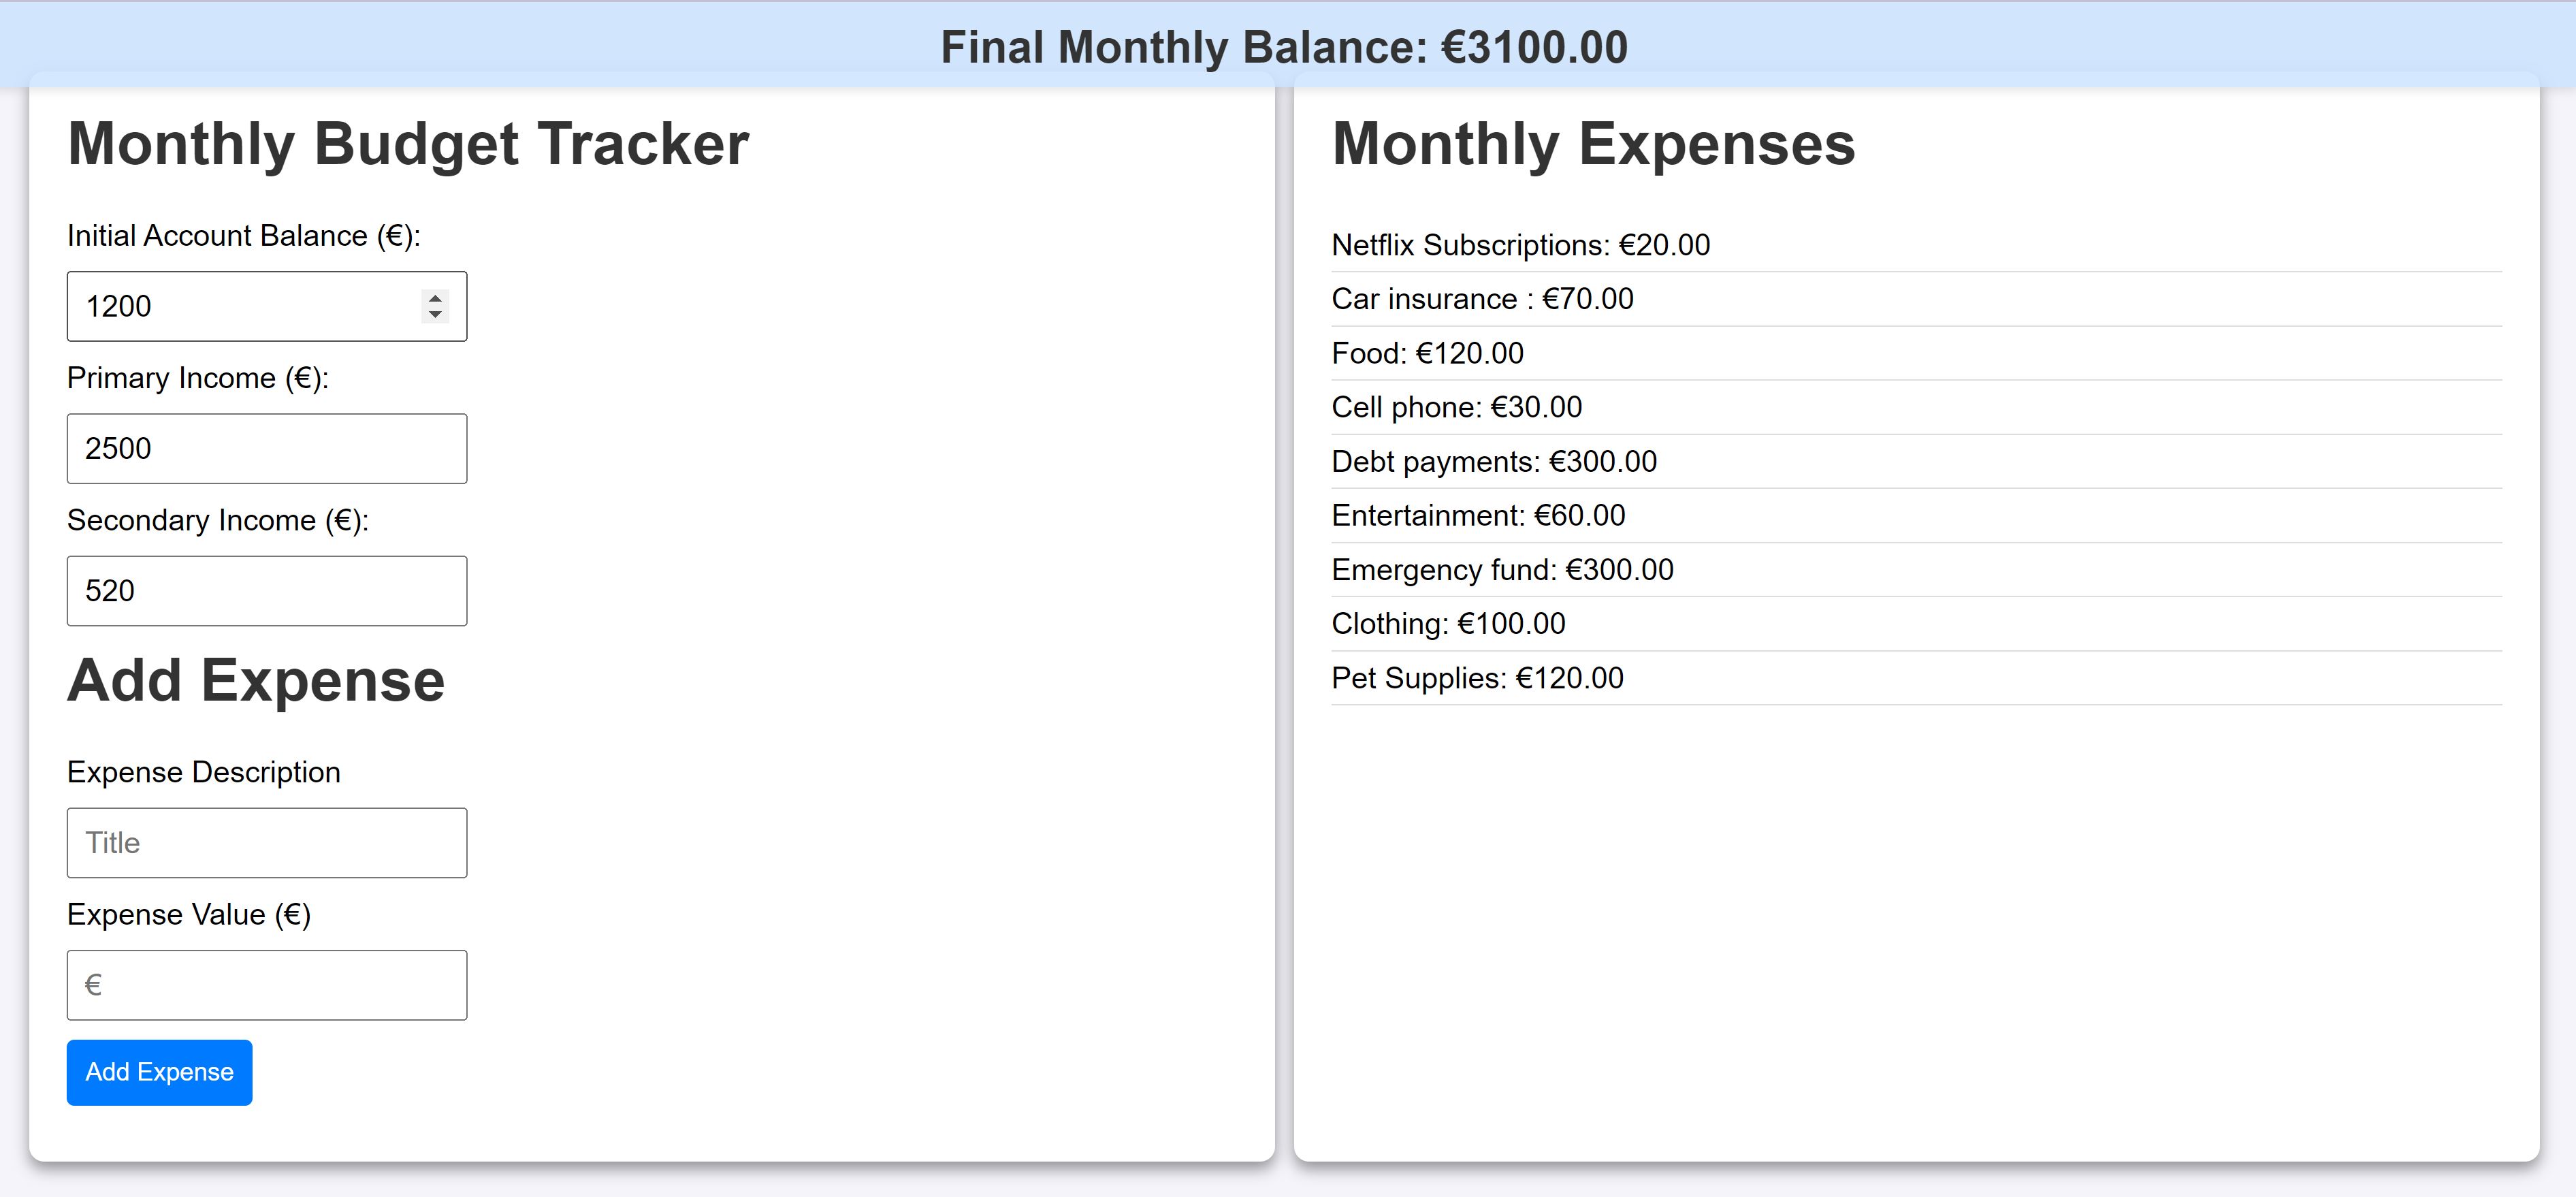 Final Monthly Balance: €3100.00
Monthly Budget Tracker
Initial Account Balance (€):
1200
Primary Income (€):
2500
Secondary Income (€):
520
Add Expense
Expense Description
Title
Expense Value (€)
€
Add Expense
Monthly Expenses
Netflix Subscriptions: €20.00
Car insurance : €70.00
Food: €120.00
Cell phone: €30.00
Debt payments: €300.00
Entertainment: €60.00
Emergency fund: €300.00
Clothing: €100.00
Pet Supplies: €120.00